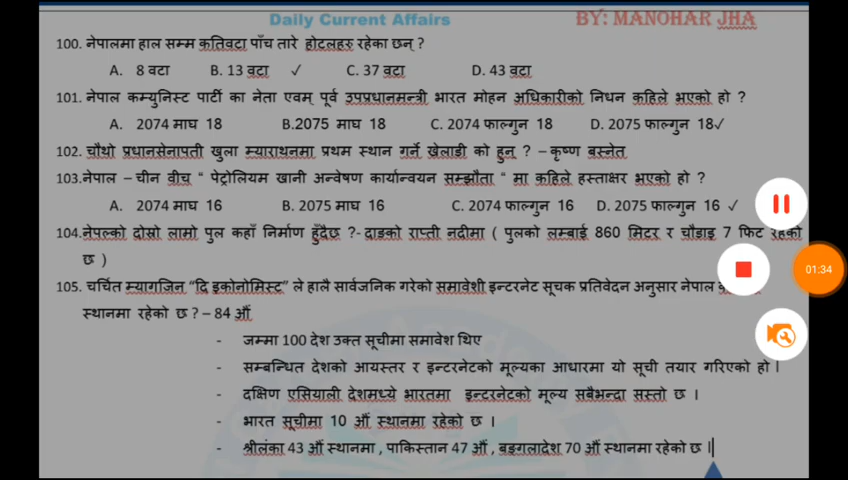 Daily Current Affairs BY: MANOHAR JHA
100. नेपालमा हाल सम्म कतिवटा पाँच तारे होटलहरु रहेका छन् ?
A. 8 वटा B. 13 वटा ✓ C. 37 वटा D. 43 वटा
101. नेपाल कम्युनिस्ट पार्टी का नेता एवम् पूर्व उपप्रधानमन्त्री भारत मोहन अधिकारीको निधन कहिले भएको हो ?
A. 2074 माघ 18 B.2075 माघ 18 C. 2074 फाल्गुन 18 D. 2075 फाल्गुन 18✓
102. चौथो प्रधानसेनापती खुला म्याराथनमा प्रथम स्थान गर्ने खेलाडी को हुन् ? – कृष्ण बस्नेत
103.नेपाल – चीन वीच " पेट्रोलियम खानी अन्वेषण कार्यान्वयन सम्झौता " मा कहिले हस्ताक्षर भएको हो ?
A. 2074 माघ 16 B. 2075 माघ 16 C. 2074 फाल्गुन 16 D. 2075 फाल्गुन 16 ✓
104.नेपल्को दोस्रो लामो पुल कहाँ निर्माण हुँदैछ ?- दाङको राप्ती नदीमा ( पुलको लम्बाई 860 मिटर र चौडाइ 7 फिट रहेको
छ )
01:34
105. चर्चित म्यागजिन “दि इकोनोमिस्ट” ले हालै सार्वजनिक गरेको समावेशी इन्टरनेट सूचक प्रतिवेदन अनुसार नेपाल
स्थानमा रहेको छ ? – 84 औं
- जम्मा 100 देश उक्त सूचीमा समावेश थिए
- सम्बन्धित देशको आयस्तर र इन्टरनेटको मूल्यका आधारमा यो सूची तयार गरिएको हो |
- दक्षिण एसियाली देशमध्ये भारतमा इन्टरनेटको मूल्य सबैभन्दा सस्तो छ ।
- भारत सूचीमा 10 औं स्थानमा रहेको छ ।
- श्रीलंका 43 औं स्थानमा , पाकिस्तान 47 औं , बङ्गलादेश 70 औं स्थानमा रहेको छ ।